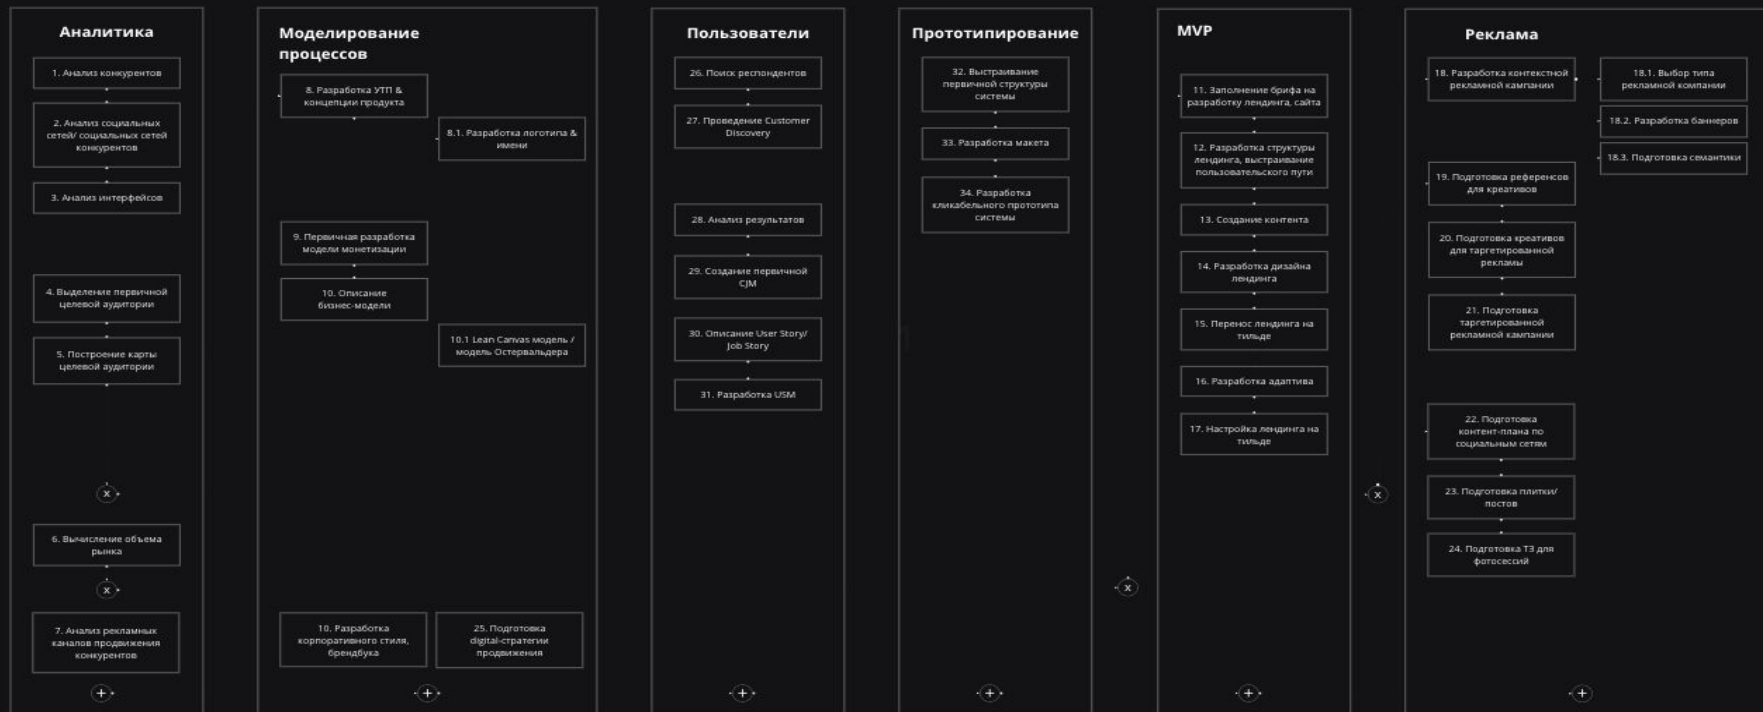 Аналитика
1. Анализ конкурентов
2. Анализ социальных
сетей/ социальных сетей
конкурентов
3. Анализ интерфейсов
4. Выделение первичной
целевой аудитории
5. Построение карты
целевой аудитории
X
6. Вычисление объема
рынка
X
7. Анализ рекламных
каналов продвижения
конкурентов
+
Моделирование
процессов
8. Разработка УТП &
концепции продукта
8.1. Разработка логотипа &
имени
9. Первичная разработка
модели монетизации
10. Описание
бизнес-модели
10.1 Lean Canvas модель /
модель Остервальдера
10. Разработка
корпоративного стиля,
брендбука
25. Подготовка
digital-стратегии
продвижения
+
Пользователи
26. Поиск респондентов
27. Проведение Customer
Discovery
28. Анализ результатов
29. Создание первичной
CJM
30. Описание User Story/
Job Story
31. Разработка USM
+
Прототипирование
32. Выстраивание
первичной структуры
системы
33. Разработка макета
34. Разработка
кликабельного прототипа
системы
+
X
MVP
11. Заполнение брифа на
разработку лендинга, сайта
12. Разработка структуры
лендинга, выстраивание
пользовательского пути
13. Создание контента
14. Разработка дизайна
лендинга
15. Перенос лендинга на
тильде
16. Разработка адаптива
17. Настройка лендинга на
тильде
+
X
Реклама
18. Разработка контекстной
рекламной кампании
18.1. Выбор типа
рекламной компании
18.2. Разработка баннеров
18.3. Подготовка семантики
19. Подготовка референсов
для креативов
20. Подготовка креативов
для таргетированной
рекламы
21. Подготовка
таргетированной
рекламной кампании
22. Подготовка
контент-плана по
социальным сетям
23. Подготовка плитки/
постов
24. Подготовка ТЗ для
фотосессий
+